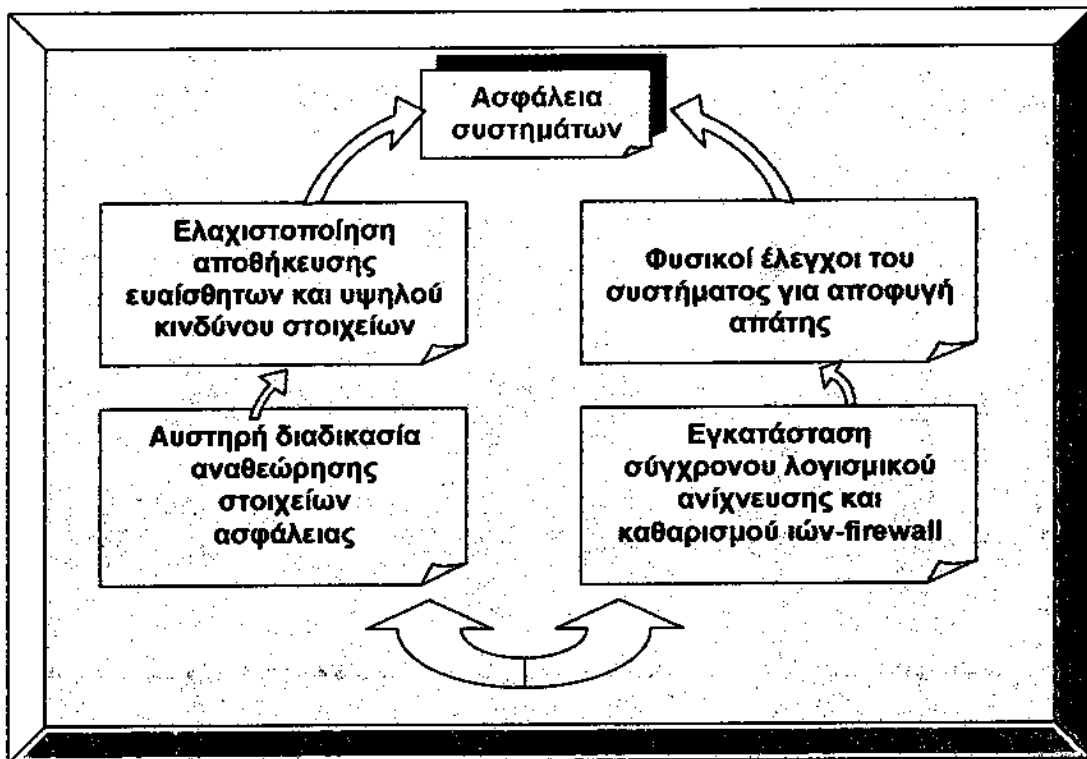 Ασφάλεια
συστημάτων
Ελαχιστοποίηση
αποθήκευσης
ευαίσθητων και υψηλού
κινδύνου στοιχείων
Φυσικοί έλεγχοι του
συστήματος για αποφυγή
απάτης
Αυστηρή διαδικασία
αναθεώρησης
στοιχείων
ασφάλειας
Εγκατάσταση
σύγχρονου λογισμικού
ανίχνευσης και
καθαρισμού ιών-firewall